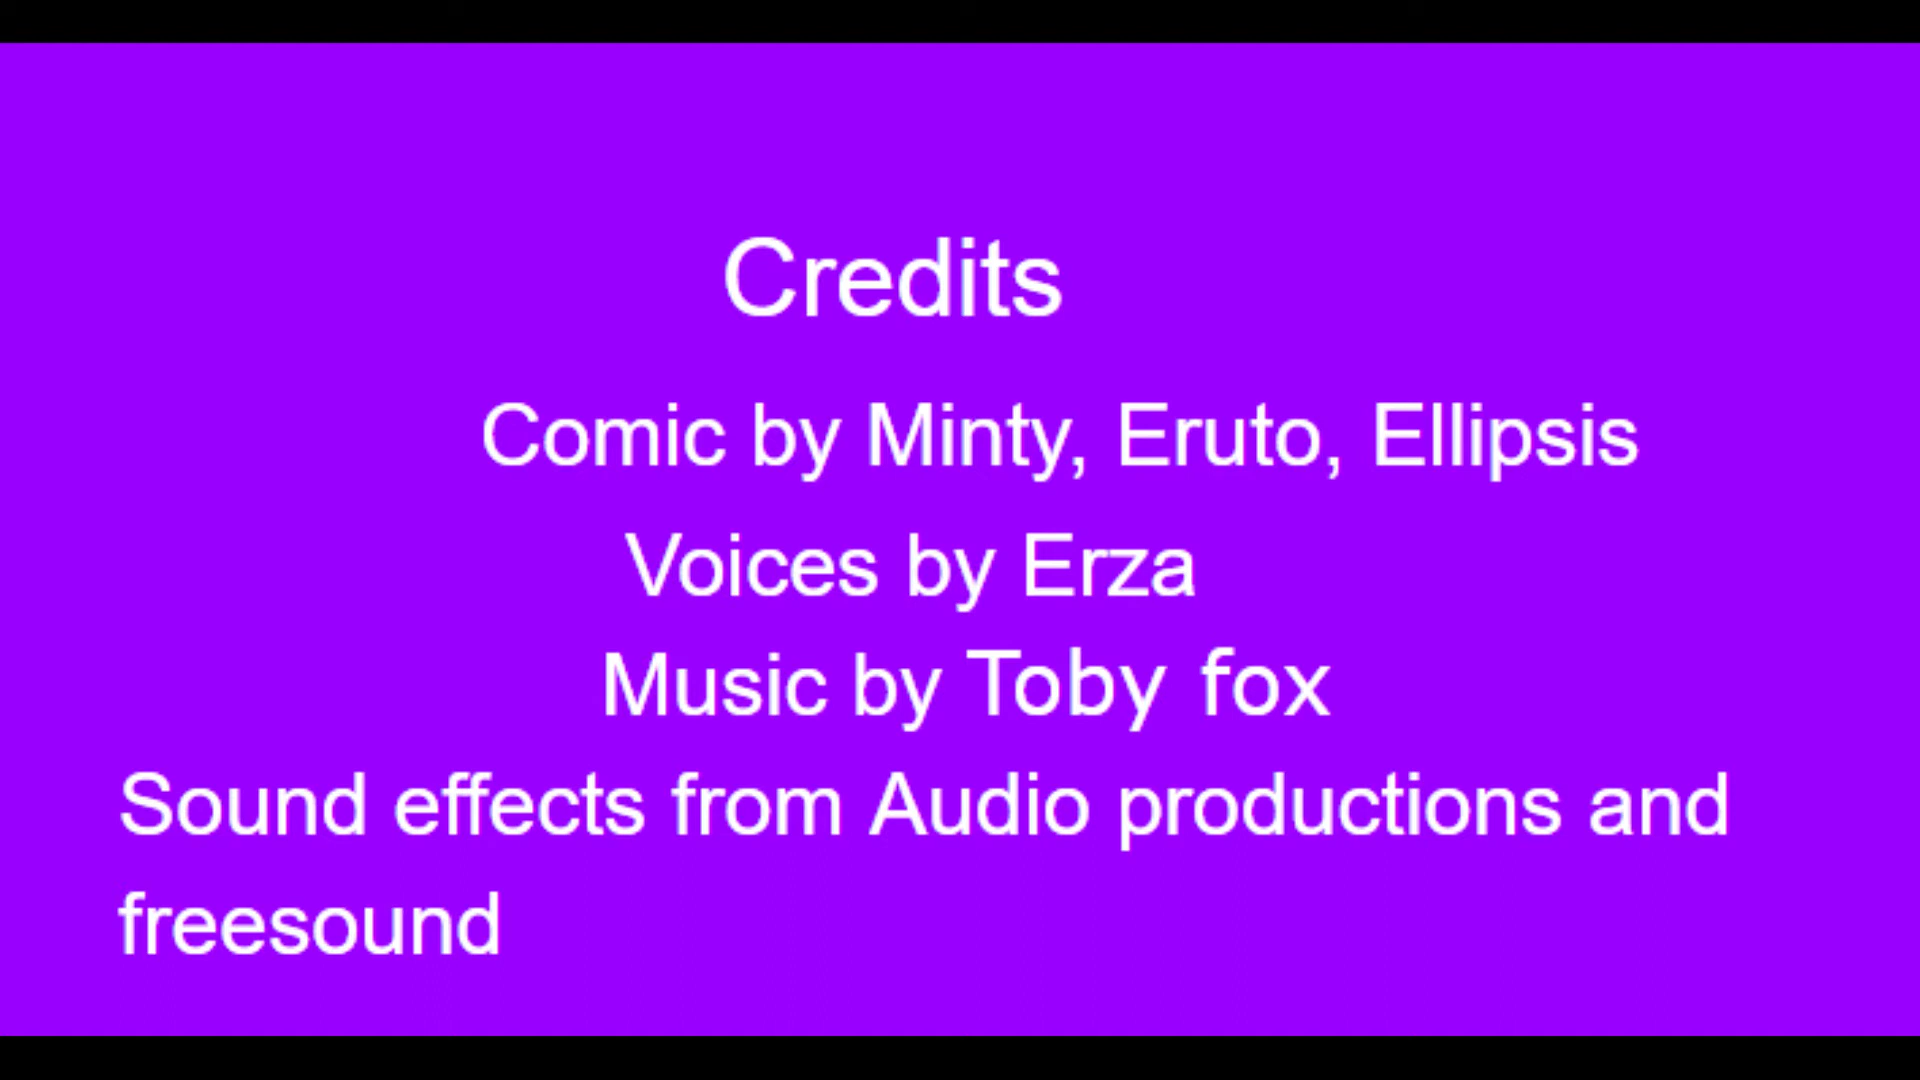 Credits
Comic by Minty, Eruto, Ellipsis
Voices by Erza
Music by Toby fox
Sound effects from Audio productions and
freesound